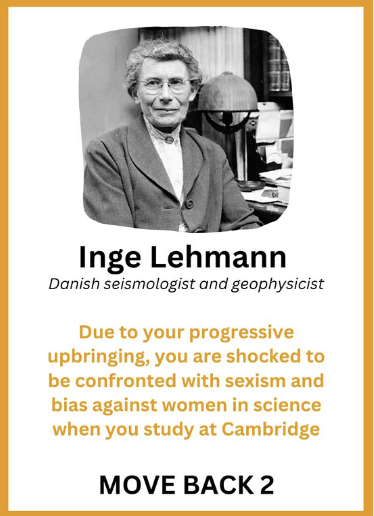 Inge Lehmann
Danish seismologist and geophysicist
Due to your progressive
upbringing, you are shocked to
be confronted with sexism and
bias against women in science
when you study at Cambridge
MOVE BACK 2